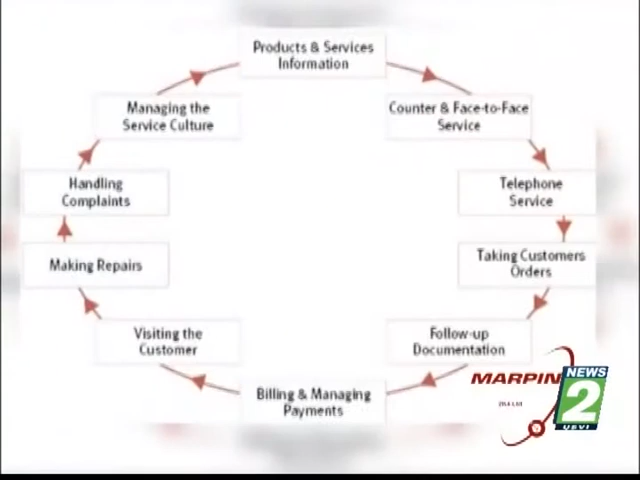 Products & Services
Information
Counter & Face-to-Face
Service
Telephone
Service
Taking Customers
Orders
Follow-up
Documentation
Billing & Managing
Payments
Visiting the
Customer
Making Repairs
Handling
Complaints
Managing the
Service Culture
MARPIN
NEWS
2